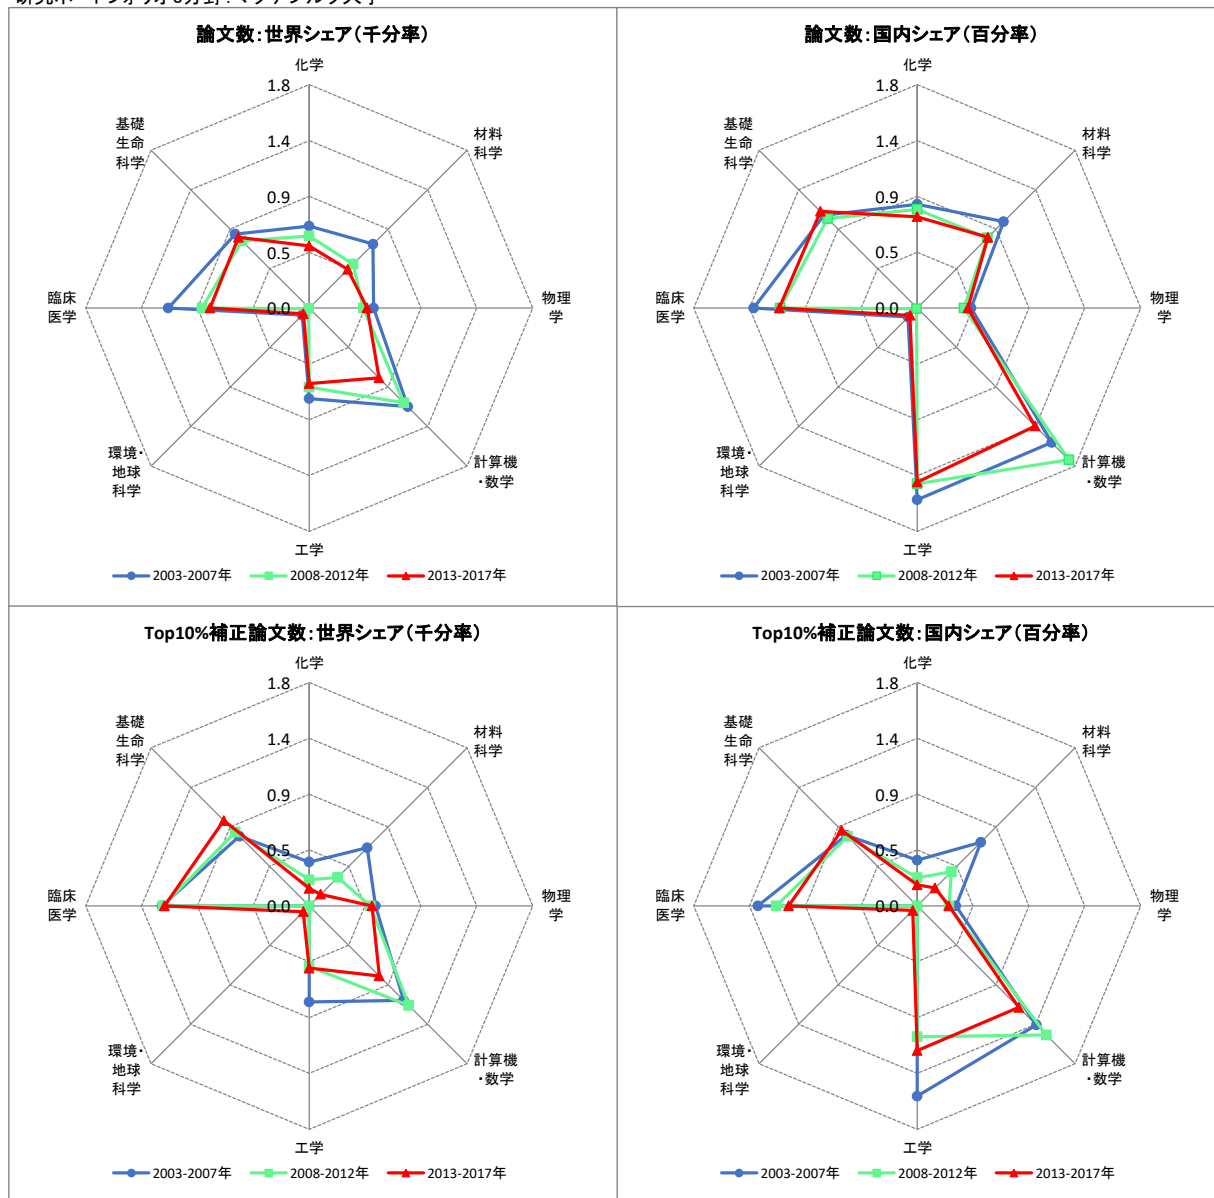 論文数:世界シェア(千分率)
化学
1.8
1.4
0.9
0.5
0.0
材料
科学
物理
学
計算機
・数学
工学
環境・
地球
科学
臨床
医学
基礎
生命
科学
2003-2007年
2008-2012年
2013-2017年
論文数:国内シェア(百分率)
化学
1.8
1.4
0.9
0.5
0.0
材料
科学
物理
学
計算機
・数学
工学
環境・
地球
科学
臨床
医学
基礎
生命
科学
2003-2007年
2008-2012年
2013-2017年
Top10%補正論文数:世界シェア(千分率)
化学
1.8
1.4
0.9
0.5
0.0
材料
科学
物理
学
計算機
・数学
工学
環境・
地球
科学
臨床
医学
基礎
生命
科学
2003-2007年
2008-2012年
2013-2017年
Top10%補正論文数:国内シェア(百分率)
化学
1.8
1.4
0.9
0.5
0.0
材料
科学
物理
学
計算機
・数学
工学
環境・
地球
科学
臨床
医学
基礎
生命
科学
2003-2007年
2008-2012年
2013-2017年